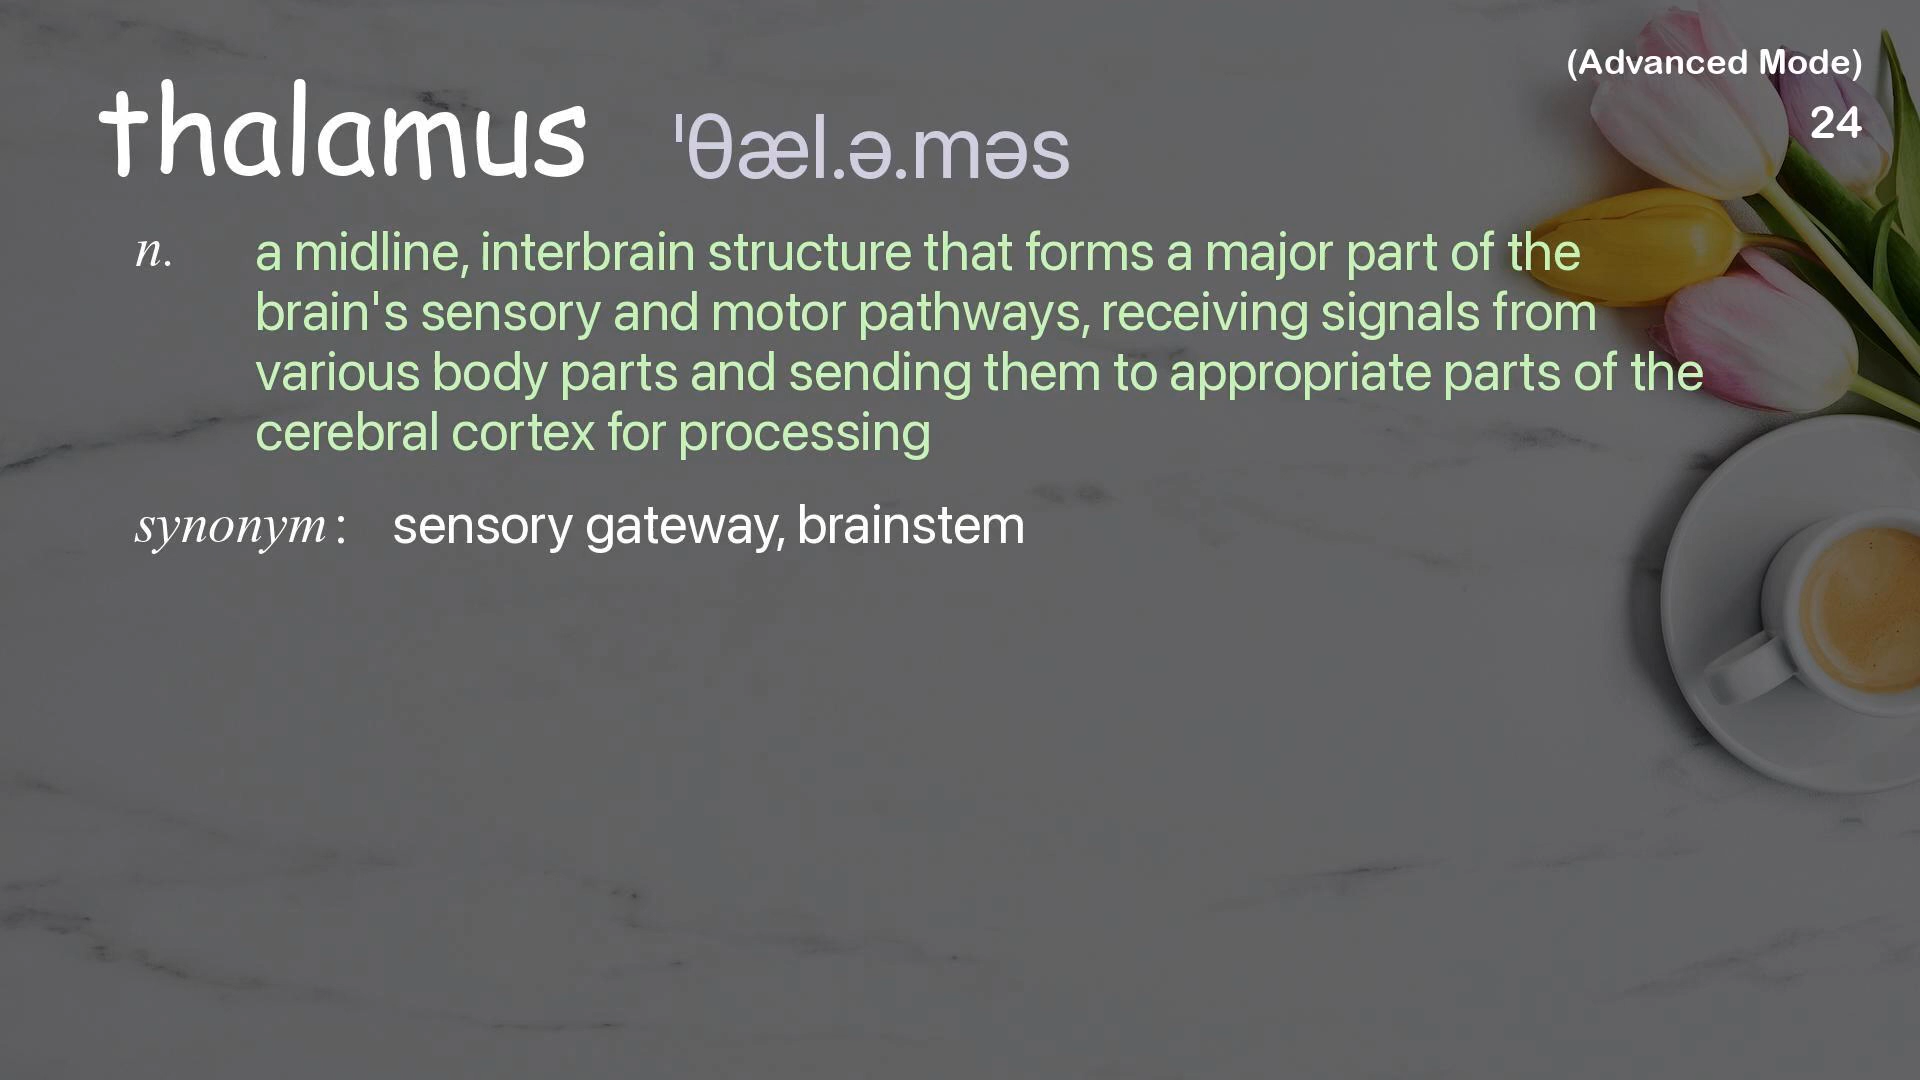 (Advanced Mode)
24
thalamus ˈθæl.ə.məs
n. a midline, interbrain structure that forms a major part of the
brain's sensory and motor pathways, receiving signals from
various body parts and sending them to appropriate parts of the
cerebral cortex for processing
synonym: sensory gateway, brainstem